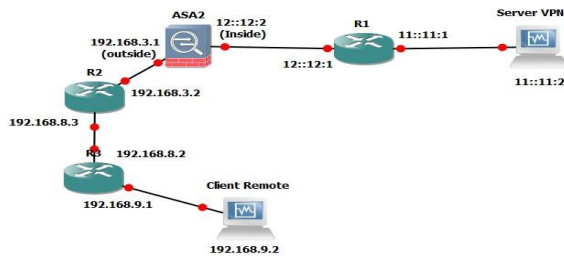 Server VPN
ASA2
12::12:2
(Inside)
R1
11::11:1
192.168.3.1
(outside)
12::12:1
11::11:2
R2
192.168.3.2
192.168.8.3
R3
192.168.8.2
Client Remote
192.168.9.1
192.168.9.2